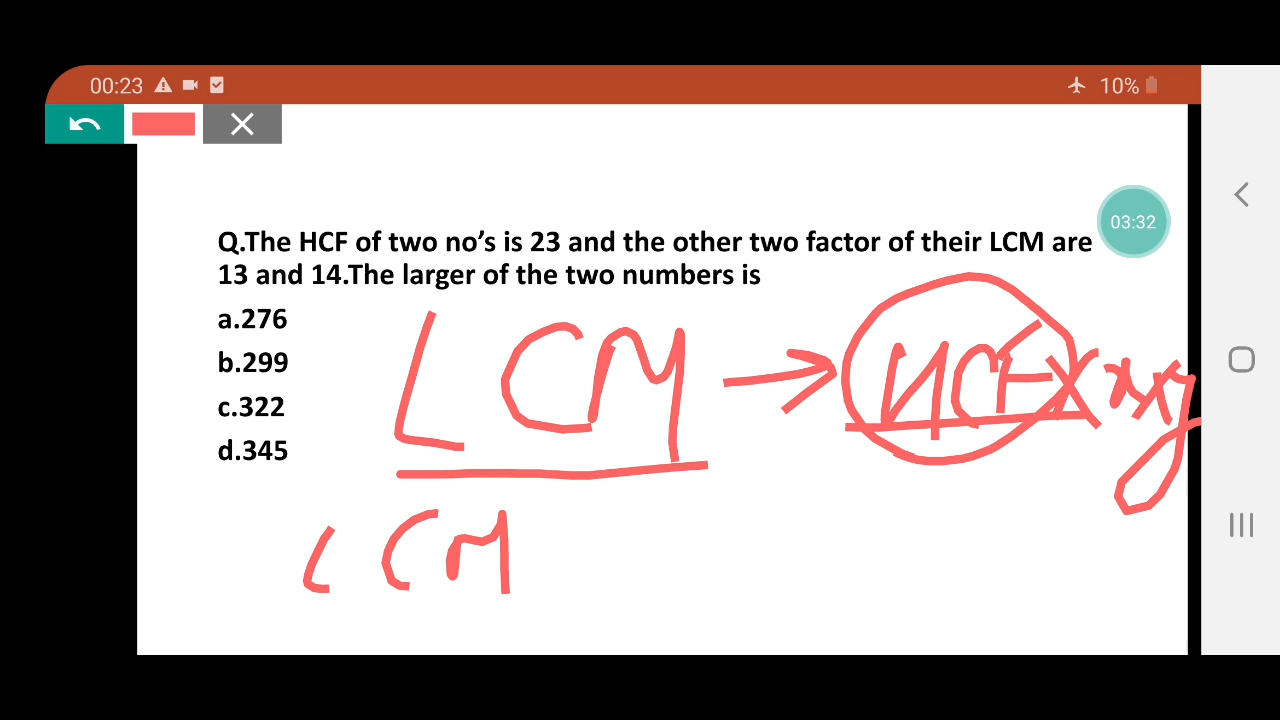 00:23
10%
03:32
Q.The HCF of two no's is 23 and the other two factor of their LCM are
13 and 14.The larger of the two numbers is
a.276
b.299
c.322
d.345
LCM → HCF x x x y
LCM